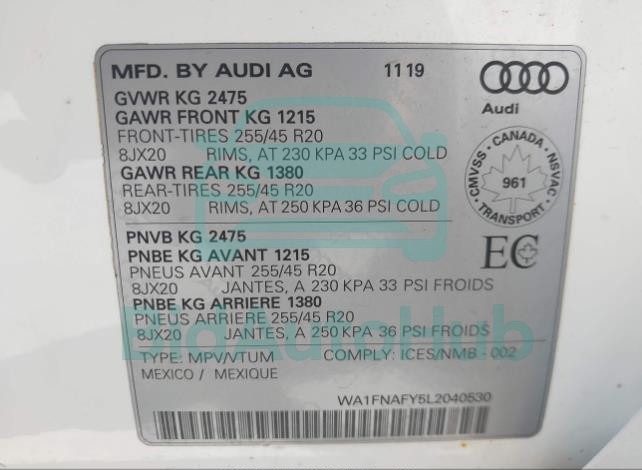 MFD. BY AUDI AG 11 19
Audi
GVWR KG 2475
GAWR FRONT KG 1215
FRONT-TIRES 255/45 R20
8JX20 RIMS, AT 230 KPA 33 PSI COLD
GAWR REAR KG 1380
REAR-TIRES 255/45 R20
8JX20 RIMS, AT 250 KPA 36 PSI COLD
CMVSS · CANADA · NSVAC
961
TRANSPORT
PNVB KG 2475
PNBE KG AVANT 1215
PNEUS AVANT 255/45 R20
8JX20 JANTES, A 230 KPA 33 PSI FROIDS
PNBE KG ARRIERE 1380
PNEUS ARRIERE 255/45 R20
8JX20 JANTES, A 250 KPA 36 PSI FROIDS
EC
TYPE: MPV/VTUM COMPLY: ICES/NMB - 002
MEXICO / MEXIQUE
WA1FNAFY5L2040530
BigAutoHub